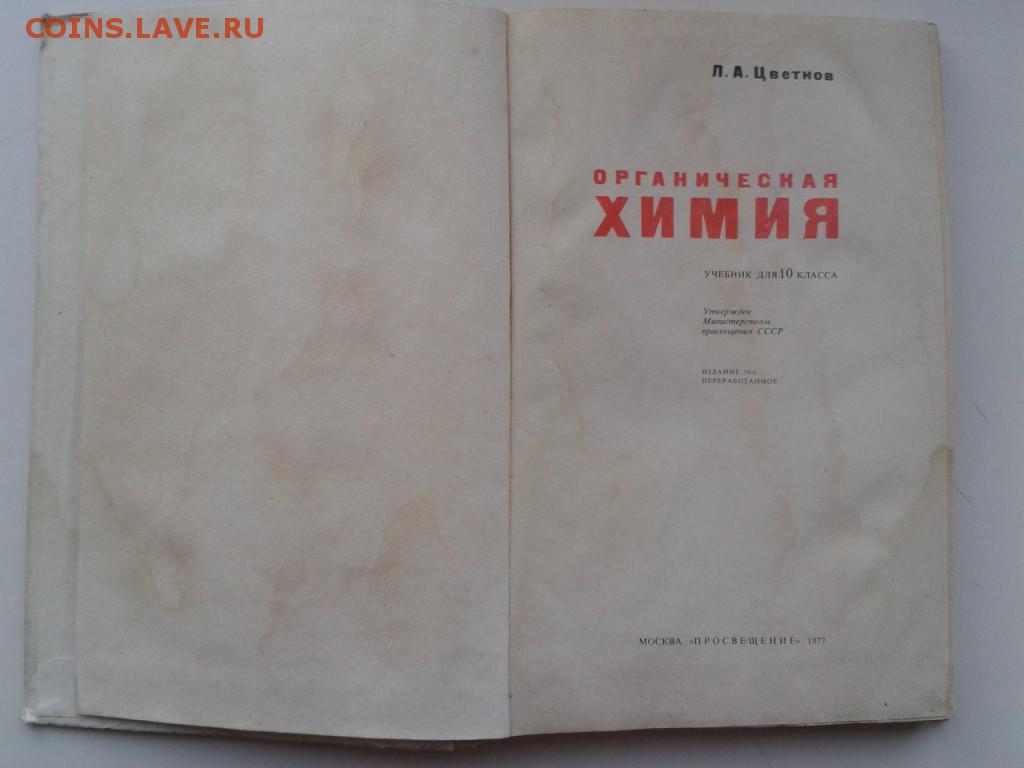 COINS.LAVE.RU
Л. А. Цветков
ОРГАНИЧЕСКАЯ
ХИМИЯ
УЧЕБНИК ДЛЯ 10 КЛАССА
Утвержден
Министерством
просвещения СССР
ИЗДАНИЕ 16-е
ПЕРЕРАБОТАННОЕ
МОСКВА «ПРОСВЕЩЕНИЕ» 1977